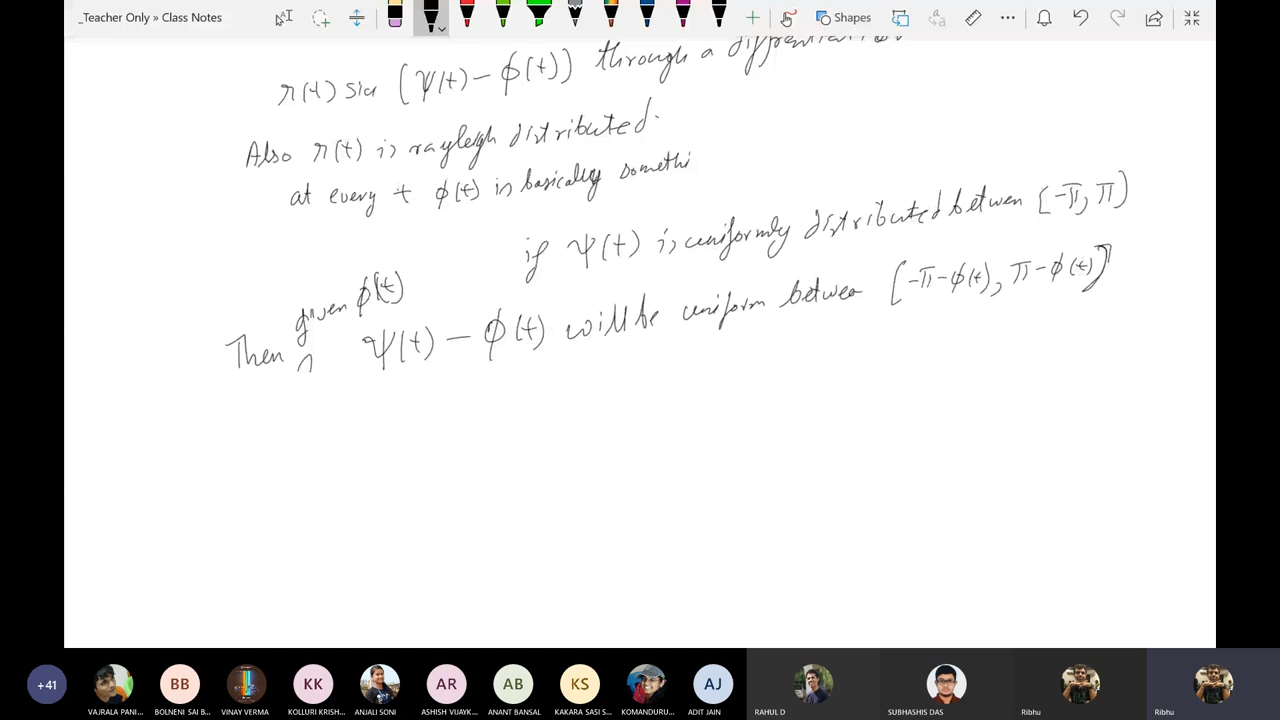 _Teacher Only » Class Notes
Shapes
r(t) sin (ψ(t) – ϕ(t)) through a
Also r(t) is rayleigh distributed.
at every t ϕ(t) is basically somethi
if ψ(t) is uniformly distributed between [-π, π)
given ϕ(t)
Then ψ(t) – ϕ(t) will be uniform between [-π-ϕ(t), π-ϕ(t)]
+41
BB
KK
AR
AB
KS
AJ
VAJRALA PANI...
BOLNENI SAI B...
VINAY VERMA
KOLLURI KRISH...
ANJALI SONI
ASHISH VIJAYK...
ANANT BANSAL
KAKARA SASI S...
KOMANDURU...
ADIT JAIN
RAHUL D
SUBHASHIS DAS
Ribhu
Ribhu